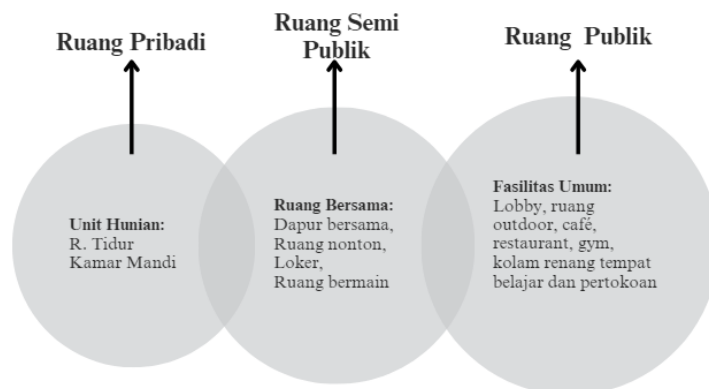 Ruang Pribadi
Ruang Semi
Publik
Ruang Publik
Unit Hunian:
R. Tidur
Kamar Mandi
Ruang Bersama:
Dapur bersama,
Ruang nonton,
Loker,
Ruang bermain
Fasilitas Umum:
Lobby, ruang
outdoor, café,
restaurant, gym,
kolam renang tempat
belajar dan pertokoan